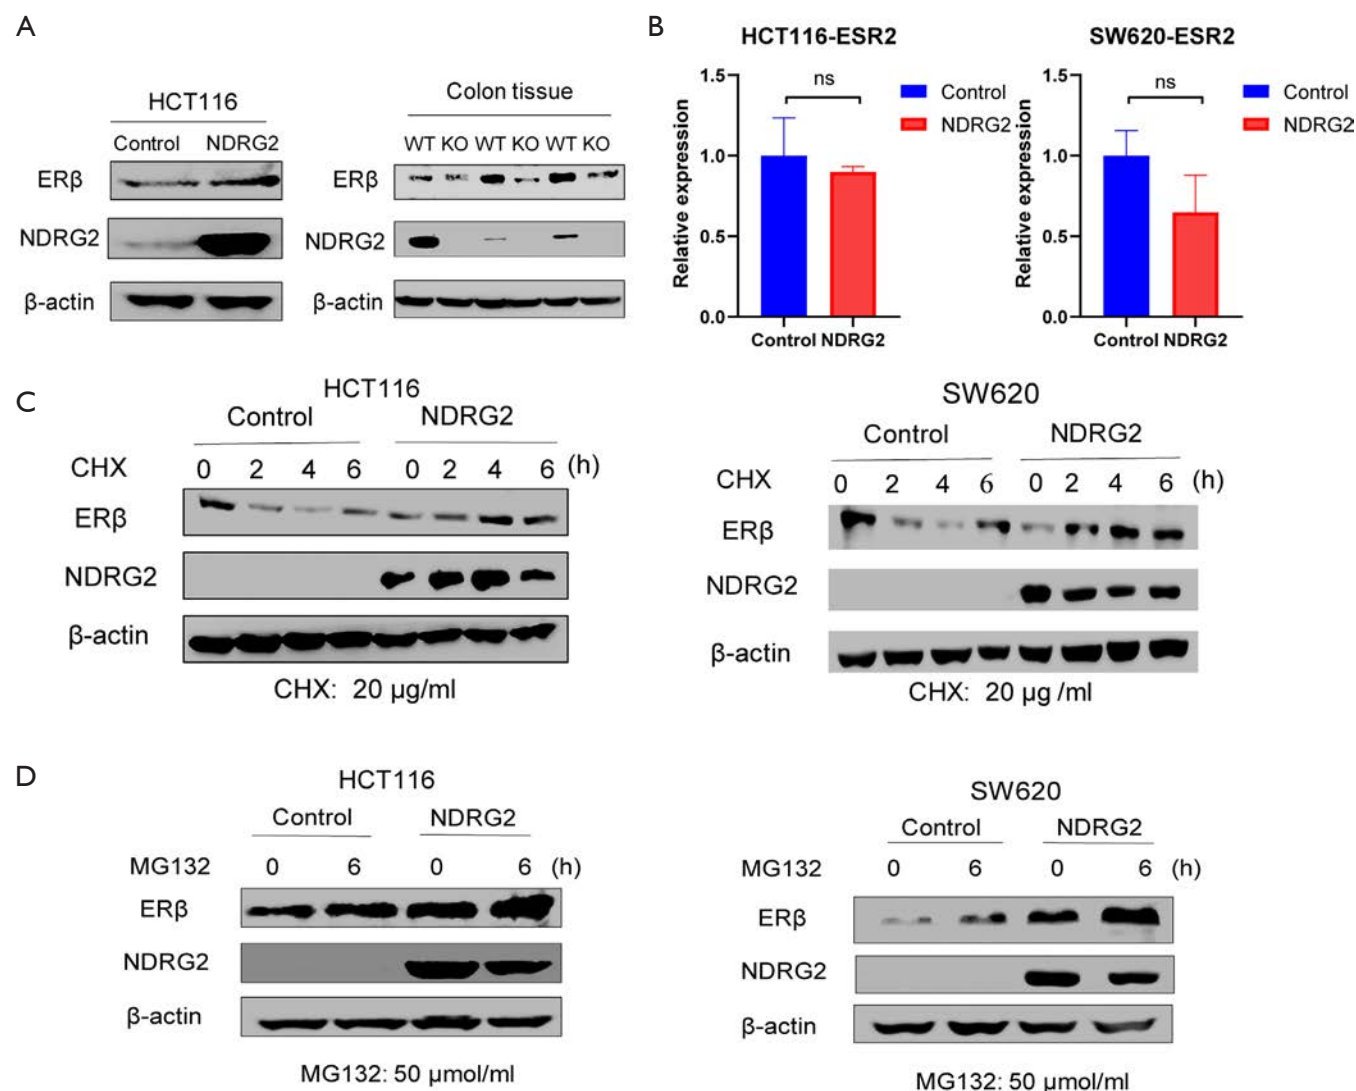 A
HCT116
Control NDRG2
ERβ
NDRG2
β-actin
Colon tissue
WT KO WT KO WT KO
ERβ
NDRG2
β-actin
B
HCT116-ESR2
Relative expression
1.5
1.0
0.5
0.0
ns
Control
NDRG2
Control NDRG2
SW620-ESR2
Relative expression
1.5
1.0
0.5
0.0
ns
Control
NDRG2
Control NDRG2
C
HCT116
Control NDRG2
CHX 0 2 4 6 0 2 4 6 (h)
ERβ
NDRG2
β-actin
CHX: 20 μg/ml
SW620
Control NDRG2
CHX 0 2 4 6 0 2 4 6 (h)
ERβ
NDRG2
β-actin
CHX: 20 μg /ml
D
HCT116
Control NDRG2
MG132 0 6 0 6 (h)
ERβ
NDRG2
β-actin
MG132: 50 μmol/ml
SW620
Control NDRG2
MG132 0 6 0 6 (h)
ERβ
NDRG2
β-actin
MG132: 50 μmol/ml